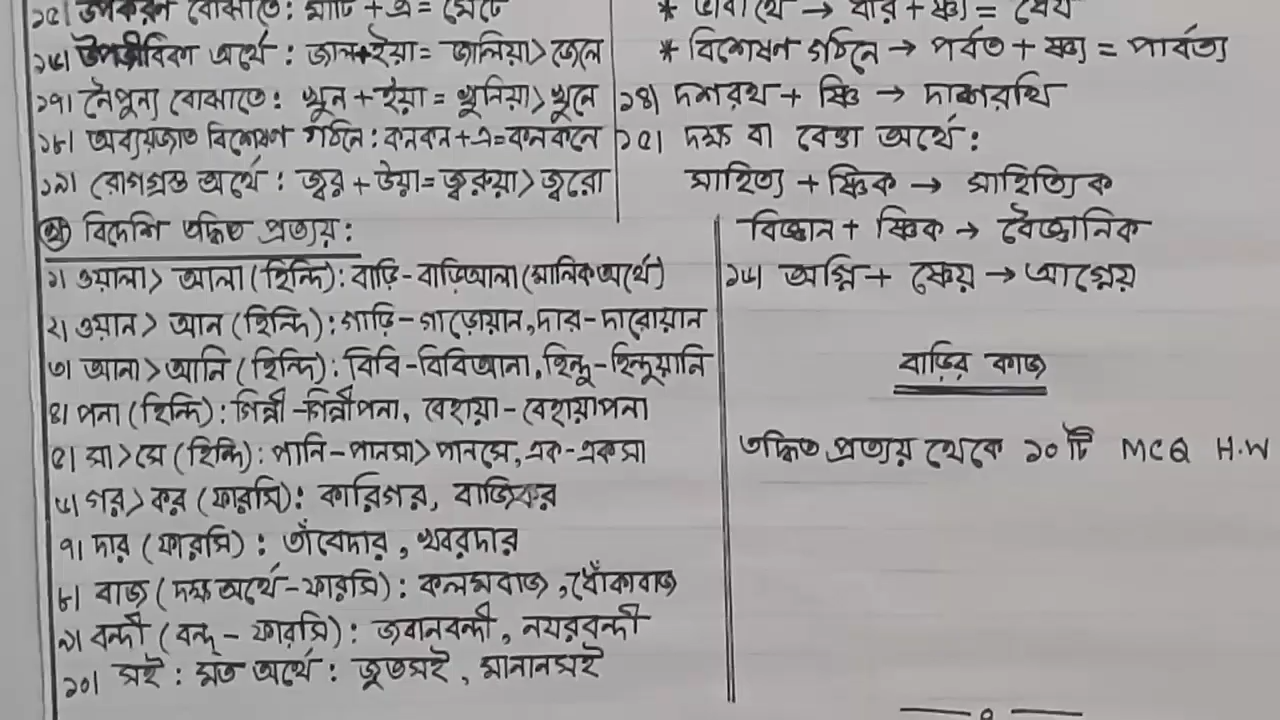 ১৫। উপকরণ বোঝাতে: মাটি + এ = মেটে
১৬। উপজীবিকা অর্থে : জাল+ইয়া= জালিয়া> জেলে
১৭। নৈপুন্য বোঝাতে: খুন + ইয়া = খুনিয়া> খুনে
১৮। অব্যয়জাত বিশেষণ গঠনে: কনকন+এ=কনকনে
১৯। রোগগ্রস্ত অর্থে : জ্বর + উয়া= জ্বরুয়া> জ্বরো
খ বিদেশি তদ্ধিত প্রত্যয় :
১। ওয়ালা> আলা (হিন্দি): বাড়ি-বাড়িআলা (মালিক অর্থে)
২। ওয়ান> আন (হিন্দি): গাড়ি-গাড়োয়ান, দার-দারোয়ান
৩। আনা> আনি (হিন্দি): বিবি-বিবিআনা, হিন্দু-হিন্দুয়ানি
৪। পনা (হিন্দি): গিন্নী-গিন্নীপনা, বেহায়া-বেহায়াপনা
৫। সা> সে (হিন্দি): পানি-পানসা> পানসে, এক-একসা
৬। গর> কর (ফারসি): কারিগর, বাজিকর
৭। দার (ফারসি) : তাঁবেদার, খবরদার
৮। বাজ (দক্ষ অর্থে-ফারসি): কলমবাজ, ধোঁকাবাজ
৯। বন্দী (বন্দ্ - ফারসি): জবানবন্দী, নযরবন্দী
১০। সই : মত অর্থে : জুতসই, মানানসই
* ভাবার্থে → ধীর + ষ্ণ্য = ধৈর্য
* বিশেষণ গঠনে → পর্বত + ষ্ণ্য = পার্বত্য
১৪। দশরথ + ষ্ণি → দাশরথি
১৫। দক্ষ বা বেত্তা অর্থে :
সাহিত্য + ষ্ণিক → সাহিত্যিক
বিজ্ঞান + ষ্ণিক → বৈজ্ঞানিক
১৬। অগ্নি + ষ্ণেয় → আগ্নেয়
বাড়ির কাজ
তদ্ধিত প্রত্যয় থেকে ১০টি MCQ H.W